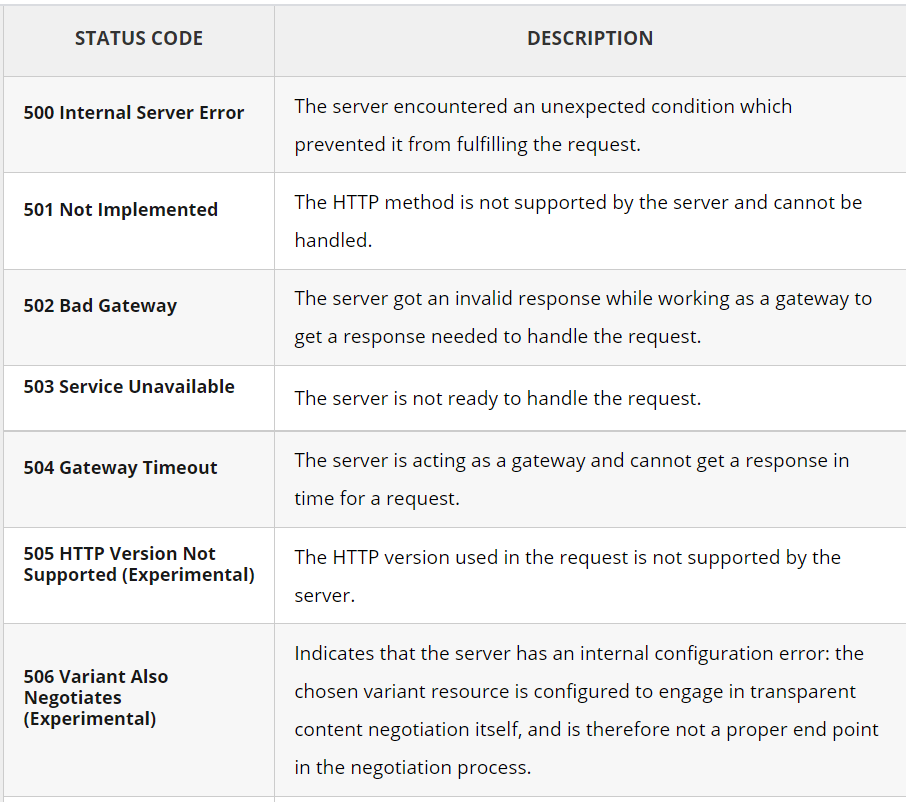 STATUS CODE
DESCRIPTION
500 Internal Server Error
The server encountered an unexpected condition which
prevented it from fulfilling the request.
501 Not Implemented
The HTTP method is not supported by the server and cannot be
handled.
502 Bad Gateway
The server got an invalid response while working as a gateway to
get a response needed to handle the request.
503 Service Unavailable
The server is not ready to handle the request.
504 Gateway Timeout
The server is acting as a gateway and cannot get a response in
time for a request.
505 HTTP Version Not
Supported (Experimental)
The HTTP version used in the request is not supported by the
server.
506 Variant Also
Negotiates
(Experimental)
Indicates that the server has an internal configuration error: the
chosen variant resource is configured to engage in transparent
content negotiation itself, and is therefore not a proper end point
in the negotiation process.